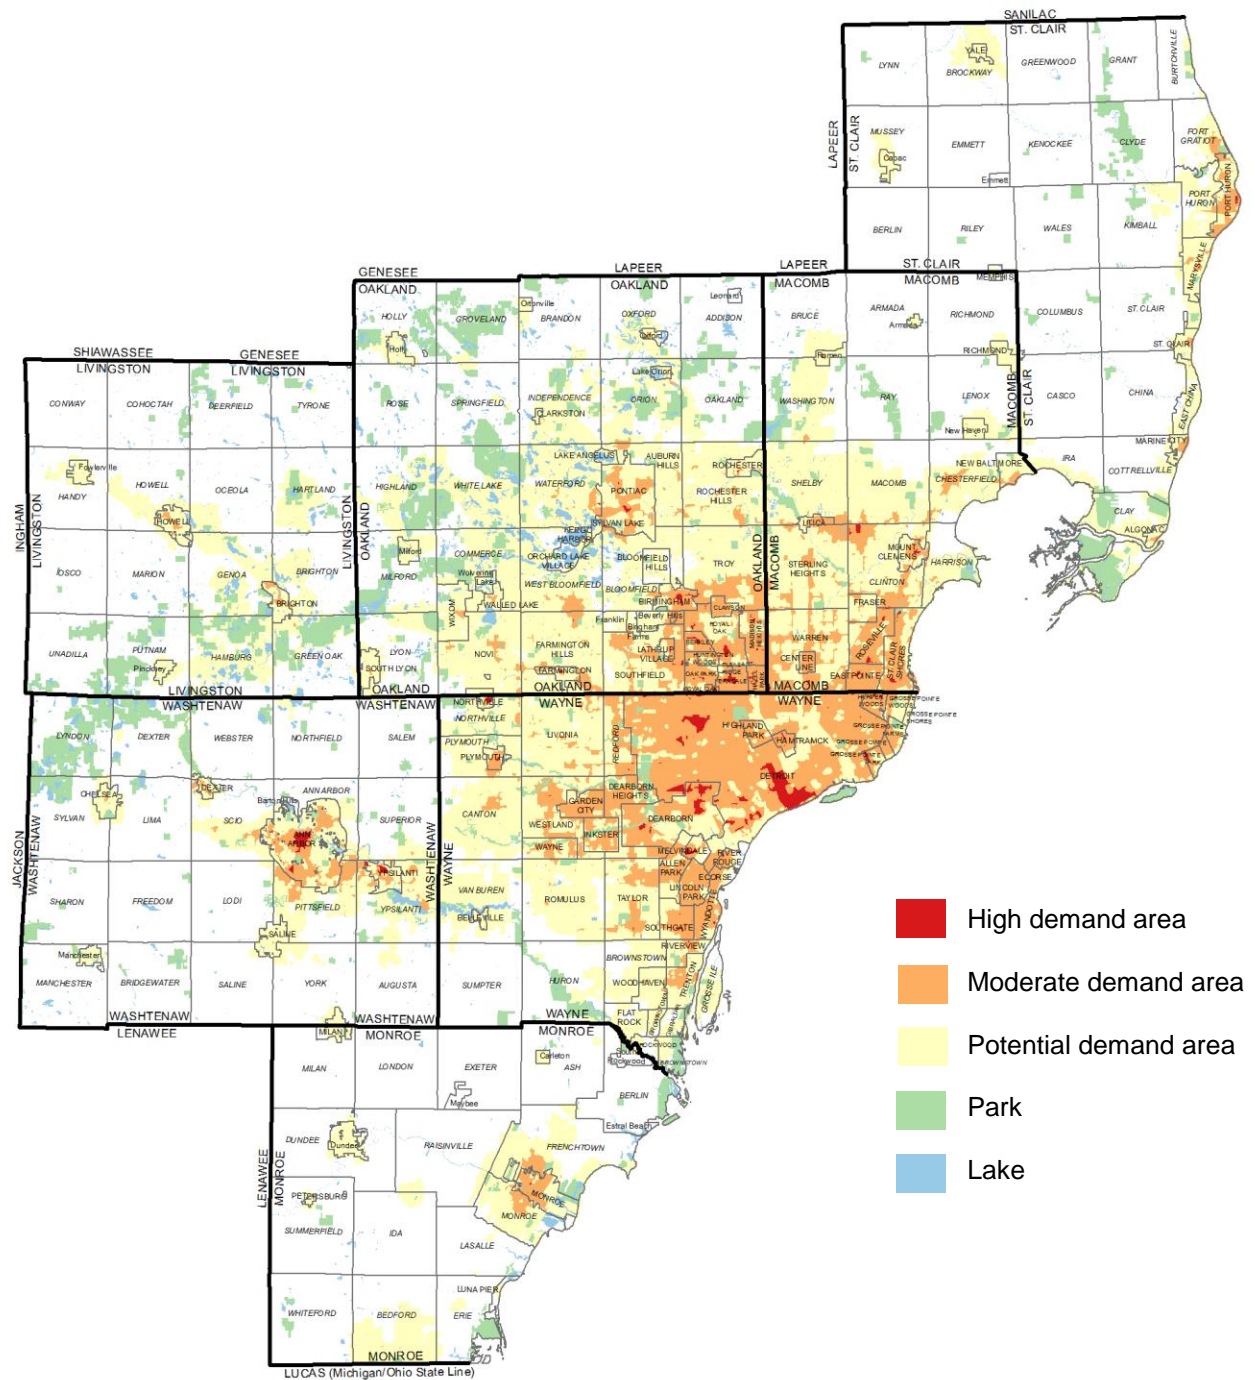 SANILAC
ST. CLAIR
LYNN
YALE
BROCKWAY
GREENWOOD
GRANT
BURTCHVILLE
LAPEER
ST. CLAIR
MUSSEY
Capac
EMMETT
Emmett
KENOCKEE
CLYDE
FORT
GRATIOT
PORT
HURON
PORT HURON
BERLIN
RILEY
WALES
KIMBALL
MARYSVILLE
GENESEE
OAKLAND
LAPEER
OAKLAND
LAPEER
MACOMB
ST. CLAIR
MACOMB
MEMPHIS
HOLLY
Holly
GROVELAND
Ortonville
BRANDON
OXFORD
Oxford
Leonard
ADDISON
BRUCE
Romeo
ARMADA
Armada
RICHMOND
RICHMOND
COLUMBUS
ST. CLAIR
ST. CLAIR
SHIAWASSEE
LIVINGSTON
GENESEE
LIVINGSTON
CONWAY
COHOCTAH
DEERFIELD
TYRONE
ROSE
SPRINGFIELD
INDEPENDENCE
CLARKSTON
Lake Orion
ORION
OAKLAND
WASHINGTON
RAY
LENOX
New Haven
MACOMB
ST. CLAIR
CASCO
CHINA
EAST CHINA
MARINE CITY
Fowlerville
HANDY
HOWELL
HOWELL
OCEOLA
HARTLAND
LIVINGSTON
OAKLAND
HIGHLAND
WHITE LAKE
LAKE ANGELUS
WATERFORD
PONTIAC
AUBURN
HILLS
ROCHESTER
ROCHESTER
HILLS
SHELBY
MACOMB
NEW BALTIMORE
CHESTERFIELD
IRA
COTTRELLVILLE
CLAY
ALGONAC
INGHAM
LIVINGSTON
IOSCO
MARION
GENOA
BRIGHTON
BRIGHTON
MILFORD
Milford
COMMERCE
Wolverine
Lake
WALLED LAKE
WIXOM
SYLVAN LAKE
KEEGO
HARBOR
ORCHARD LAKE
VILLAGE
WEST BLOOMFIELD
BLOOMFIELD
HILLS
BLOOMFIELD
TROY
OAKLAND
MACOMB
UTICA
STERLING
HEIGHTS
MOUNT
CLEMENS
HARRISON
CLINTON
FRASER
UNADILLA
PUTNAM
Pinckney
HAMBURG
GREEN OAK
LYON
SOUTH LYON
NOVI
FARMINGTON
HILLS
FARMINGTON
Franklin
BIRMINGHAM
Beverly Hills
Bingham
Farms
LATHRUP
VILLAGE
SOUTHFIELD
CLAWSON
ROYAL
OAK
BERKLEY
HUNTINGTON
WOODS
OAK PARK
MADISON
HEIGHTS
WARREN
CENTER
LINE
ROSEVILLE
ST. CLAIR
SHORES
EASTPOINTE
LIVINGSTON
WASHTENAW
OAKLAND
WASHTENAW
OAKLAND
WAYNE
MACOMB
WAYNE
LYNDON
DEXTER
WEBSTER
NORTHFIELD
SALEM
NORTHVILLE
NORTHVILLE
PLYMOUTH
PLYMOUTH
LIVONIA
REDFORD
HIGHLAND
PARK
HAMTRAMCK
DETROIT
GROSSE POINTE
SHORES
CHELSEA
SYLVAN
LIMA
DEXTER
SCIO
Barton Hills
ANN ARBOR
ANN
ARBOR
SUPERIOR
CANTON
GARDEN
CITY
WESTLAND
WAYNE
INKSTER
DEARBORN
HEIGHTS
DEARBORN
MELVINDALE
ALLEN
PARK
RIVER
ROUGE
ECORSE
LINCOLN
PARK
JACKSON
WASHTENAW
WASHTENAW
WAYNE
SHARON
FREEDOM
LODI
PITTSFIELD
YPSILANTI
YPSILANTI
VAN BUREN
BELLEVILLE
ROMULUS
TAYLOR
SOUTHGATE
WYANDOTTE
RIVERVIEW
Manchester
MANCHESTER
BRIDGEWATER
SALINE
SALINE
YORK
AUGUSTA
SUMPTER
HURON
BROWNSTOWN
WOODHAVEN
TRENTON
GROSSE ILE
FLAT
ROCK
WASHTENAW
LENAWEE
WASHTENAW
MONROE
WAYNE
MONROE
MILAN
MILAN
LONDON
EXETER
Maybee
Carleton
ASH
South
Rockwood
BROWNSTOWN
BERLIN
Estral Beach
LENAWEE
MONROE
DUNDEE
Dundee
RAISINVILLE
FRENCHTOWN
MONROE
MONROE
PETERSBURG
SUMMERFIELD
IDA
LASALLE
LUNA PIER
WHITEFORD
BEDFORD
ERIE
MONROE
LUCAS (Michigan/Ohio State Line)
High demand area
Moderate demand area
Potential demand area
Park
Lake